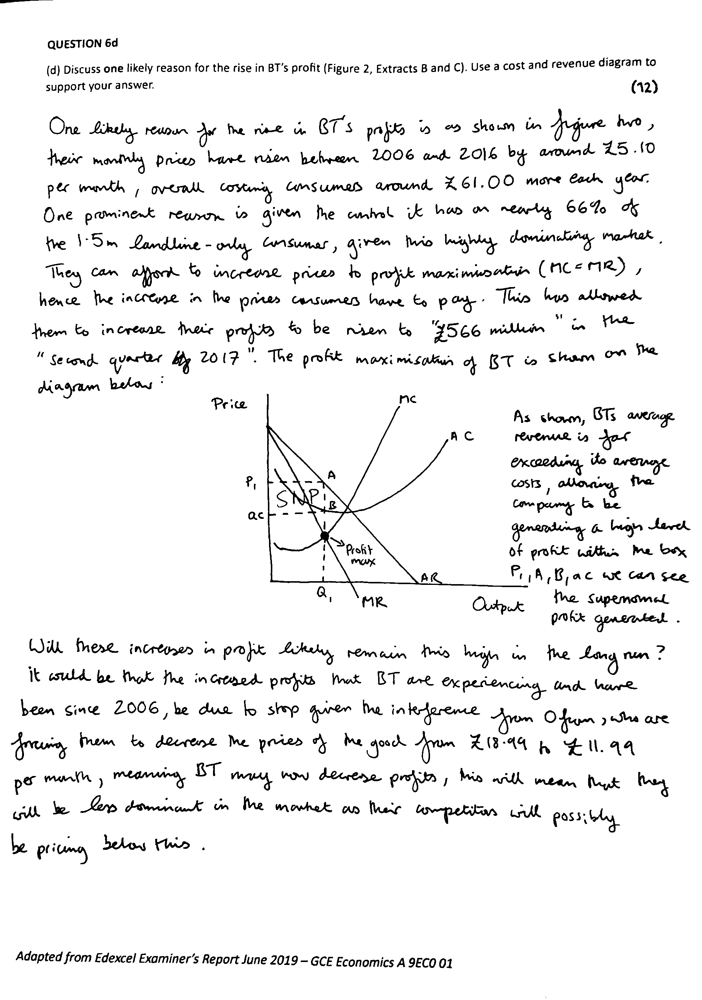 QUESTION 6d
(d) Discuss one likely reason for the rise in BT's profit (Figure 2, Extracts B and C). Use a cost and revenue diagram to
support your answer.
(12)
One likely reason for the rise in BT's profits is as shown in figure two,
their monthly prices have risen between 2006 and 2016 by around £5.10
per month, overall costing consumers around £61.00 more each year.
One prominent reason is given the control it has on nearly 66% of
the 1.5m landline-only consumer, given this highly dominating market.
They can afford to increase prices to profit maximisation (MC = MR),
hence the increase in the prices consumers have to pay. This has allowed
them to increase their profits to be risen to "£566 million" in the
"second quarter of 2017". The profit maximisation of BT is shown on the
diagram below:
Price
MC
AC
A
P1
SNP
B
ac
Profit
max
AR
Q1
MR
Output
As shown, BTs average
revenue is far
exceeding its average
costs, allowing the
company to be
generating a high level
of profit within the box
P1, A, B, ac we can see
the supernormal
profit generated.
Will these increases in profit likely remain this high in the long run?
it could be that the increased profits that BT are experiencing and have
been since 2006, be due to stop given the interference from Ofcom, who are
forcing them to decrease the prices of the good from £18.99 to £11.99
per month, meaning BT may now decrease profits, this will mean that they
will be less dominant in the market as their competitors will possibly
be pricing below this.
Adapted from Edexcel Examiner's Report June 2019 – GCE Economics A 9EC0 01